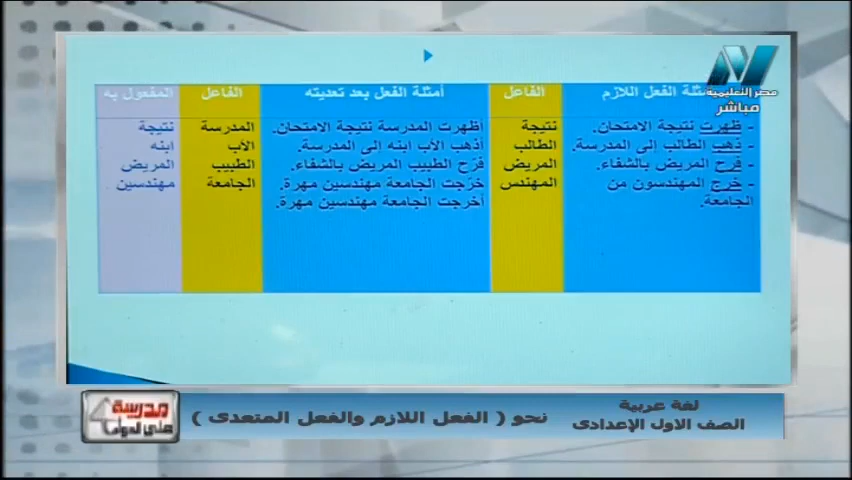 مصر التعليمية
مباشر
أمثلة الفعل اللازم
الفاعل
أمثلة الفعل بعد تعديته
الفاعل
المفعول به
- ظهرت نتيجة الامتحان.
نتيجة
أظهرت المدرسة نتيجة الامتحان.
المدرسة
نتيجة
- ذهب الطالب إلى المدرسة.
الطالب
أذهب الأب ابنه إلى المدرسة.
الأب
ابنه
- فرح المريض بالشفاء.
المريض
فرّح الطبيب المريض بالشفاء.
الطبيب
المريض
- خرج المهندسون من
المهندس
خرّجت الجامعة مهندسين مهرة.
الجامعة
مهندسين
الجامعة.
أخرجت الجامعة مهندسين مهرة.
لغة عربية
الصف الاول الإعدادى
نحو ( الفعل اللازم والفعل المتعدى )
مدرسة
على الهواء